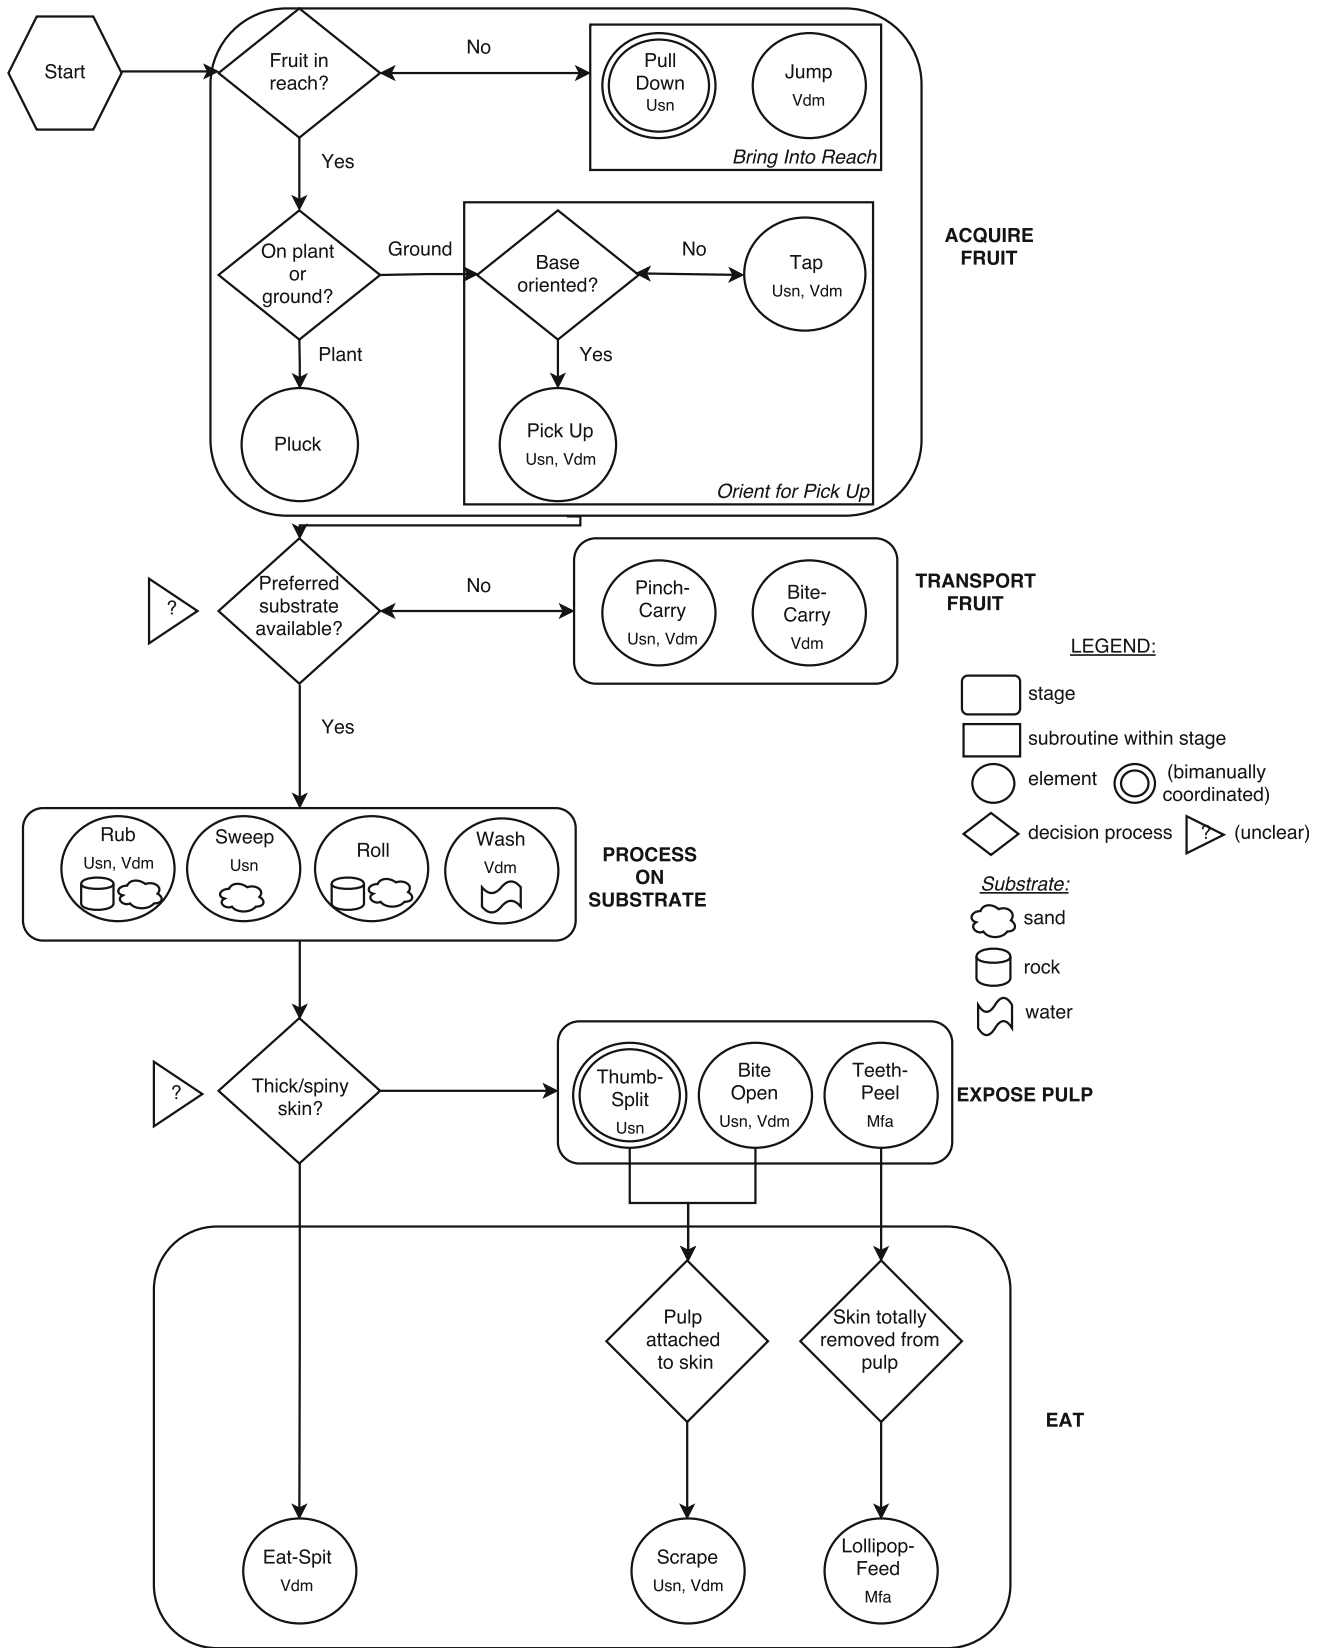 Start
Fruit in
reach?
No
Pull
Down
Usn
Jump
Vdm
Bring Into Reach
Yes
On plant
or
ground?
Ground
Base
oriented?
No
Tap
Usn, Vdm
ACQUIRE
FRUIT
Plant
Yes
Pluck
Pick Up
Usn, Vdm
Orient for Pick Up
?
Preferred
substrate
available?
No
Pinch-
Carry
Usn, Vdm
Bite-
Carry
Vdm
TRANSPORT
FRUIT
Yes
LEGEND:
stage
subroutine within stage
element
(bimanually
coordinated)
decision process
?
(unclear)
Substrate:
sand
rock
water
Rub
Usn, Vdm
Sweep
Usn
Roll
Wash
Vdm
PROCESS
ON
SUBSTRATE
?
Thick/spiny
skin?
Thumb-
Split
Usn
Bite
Open
Usn, Vdm
Teeth-
Peel
Mfa
EXPOSE PULP
Pulp
attached
to skin
Skin totally
removed from
pulp
EAT
Eat-Spit
Vdm
Scrape
Usn, Vdm
Lollipop-
Feed
Mfa